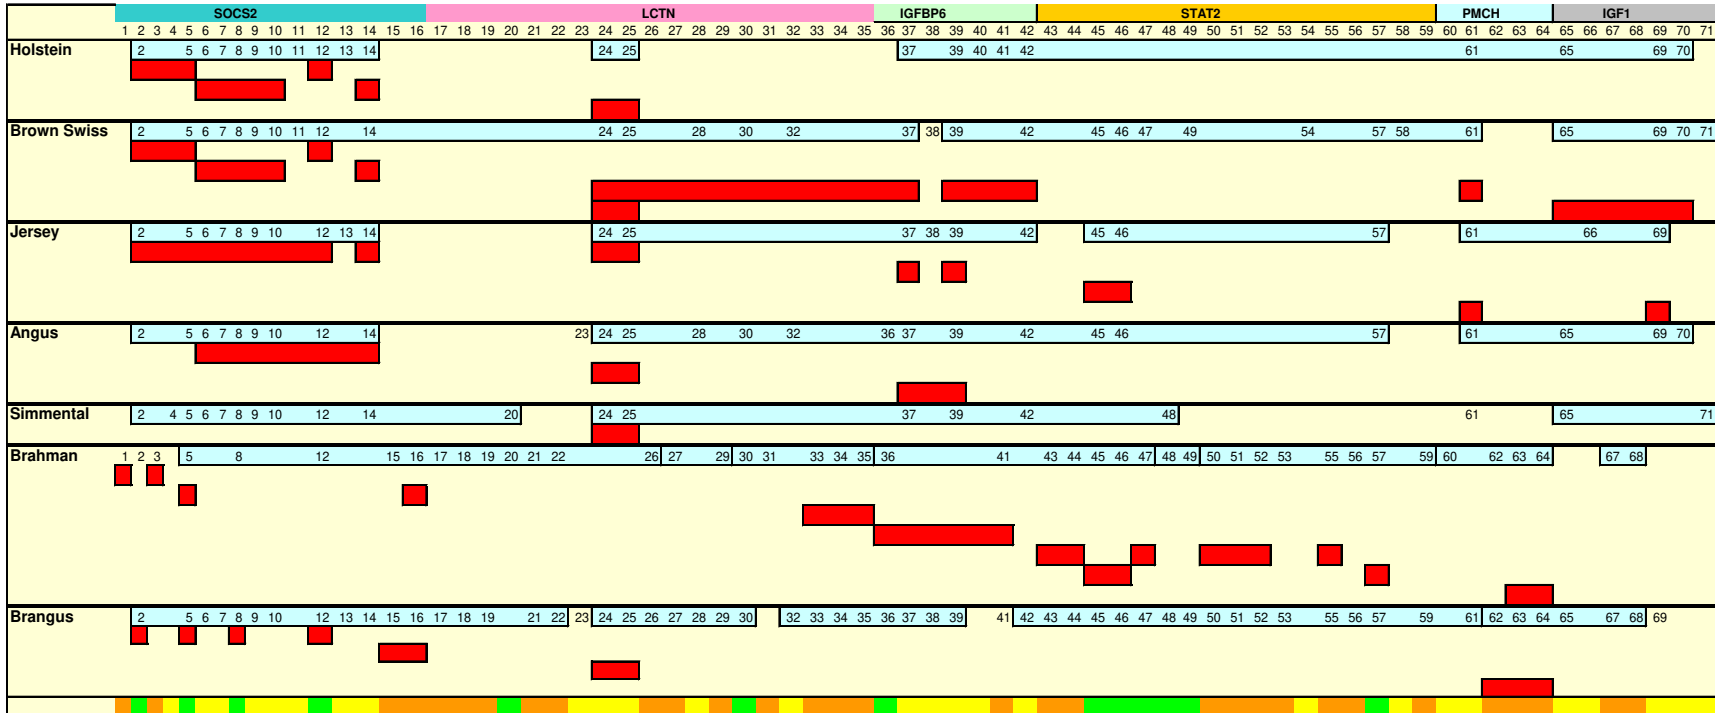 SOCS2 LCTN IGFBP6 STAT2 PMCH IGF1
1 2 3 4 5 6 7 8 9 10 11 12 13 14 15 16 17 18 19 20 21 22 23 24 25 26 27 28 29 30 31 32 33 34 35 36 37 38 39 40 41 42 43 44 45 46 47 48 49 50 51 52 53 54 55 56 57 58 59 60 61 62 63 64 65 66 67 68 69 70 71
Holstein 2 5 6 7 8 9 10 11 12 13 14 24 25 37 39 40 41 42 61 65 69 70
Brown Swiss 2 5 6 7 8 9 10 11 12 14 24 25 28 30 32 37 38 39 42 45 46 47 49 54 57 58 61 65 69 70 71
Jersey 2 5 6 7 8 9 10 12 13 14 24 25 37 38 39 42 45 46 57 61 66 69
Angus 2 5 6 7 8 9 10 12 14 23 24 25 28 30 32 36 37 39 42 45 46 57 61 65 69 70
Simmental 2 4 5 6 7 8 9 10 12 14 20 24 25 37 39 42 48 61 65 71
Brahman 1 2 3 5 8 12 15 16 17 18 19 20 21 22 26 27 29 30 31 33 34 35 36 41 43 44 45 46 47 48 49 50 51 52 53 55 56 57 59 60 62 63 64 67 68
Brangus 2 5 6 7 8 9 10 12 13 14 15 16 17 18 19 21 22 23 24 25 26 27 28 29 30 32 33 34 35 36 37 38 39 41 42 43 44 45 46 47 48 49 50 51 52 53 55 56 57 59 61 62 63 64 65 67 68 69